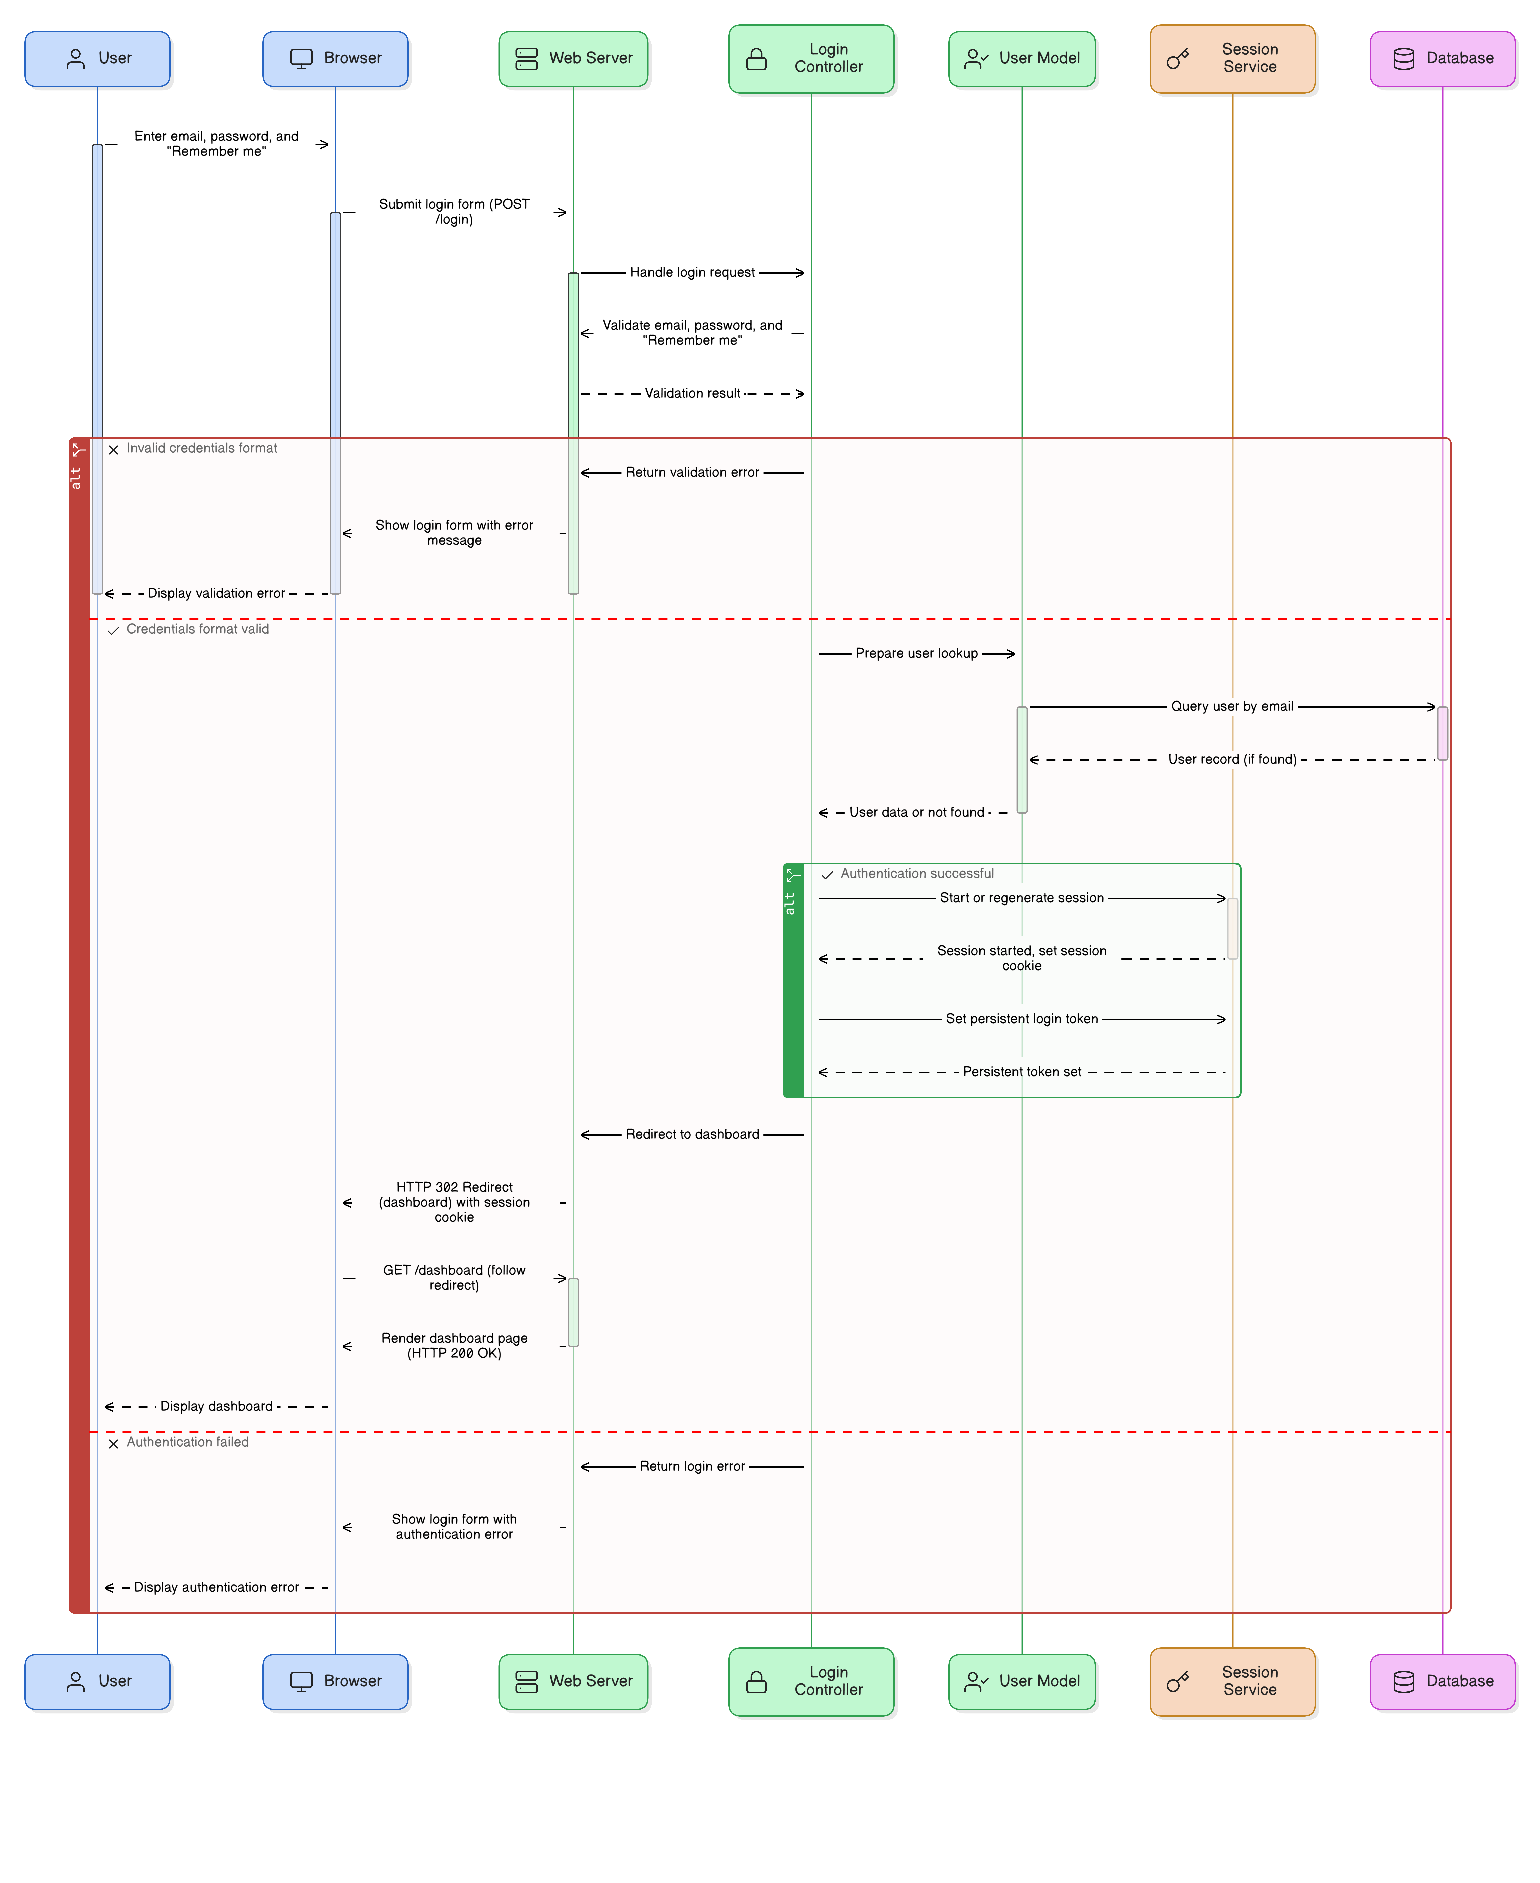 User
Browser
Web Server
Login
Controller
User Model
Session
Service
Database
Enter email, password, and
"Remember me"
Submit login form (POST
/login)
Handle login request
Validate email, password, and
"Remember me"
Validation result
alt
Invalid credentials format
Return validation error
Show login form with error
message
Display validation error
Credentials format valid
Prepare user lookup
Query user by email
User record (if found)
User data or not found
alt
Authentication successful
Start or regenerate session
Session started, set session
cookie
Set persistent login token
Persistent token set
Redirect to dashboard
HTTP 302 Redirect
(dashboard) with session
cookie
GET /dashboard (follow
redirect)
Render dashboard page
(HTTP 200 OK)
Display dashboard
Authentication failed
Return login error
Show login form with
authentication error
Display authentication error
User
Browser
Web Server
Login
Controller
User Model
Session
Service
Database